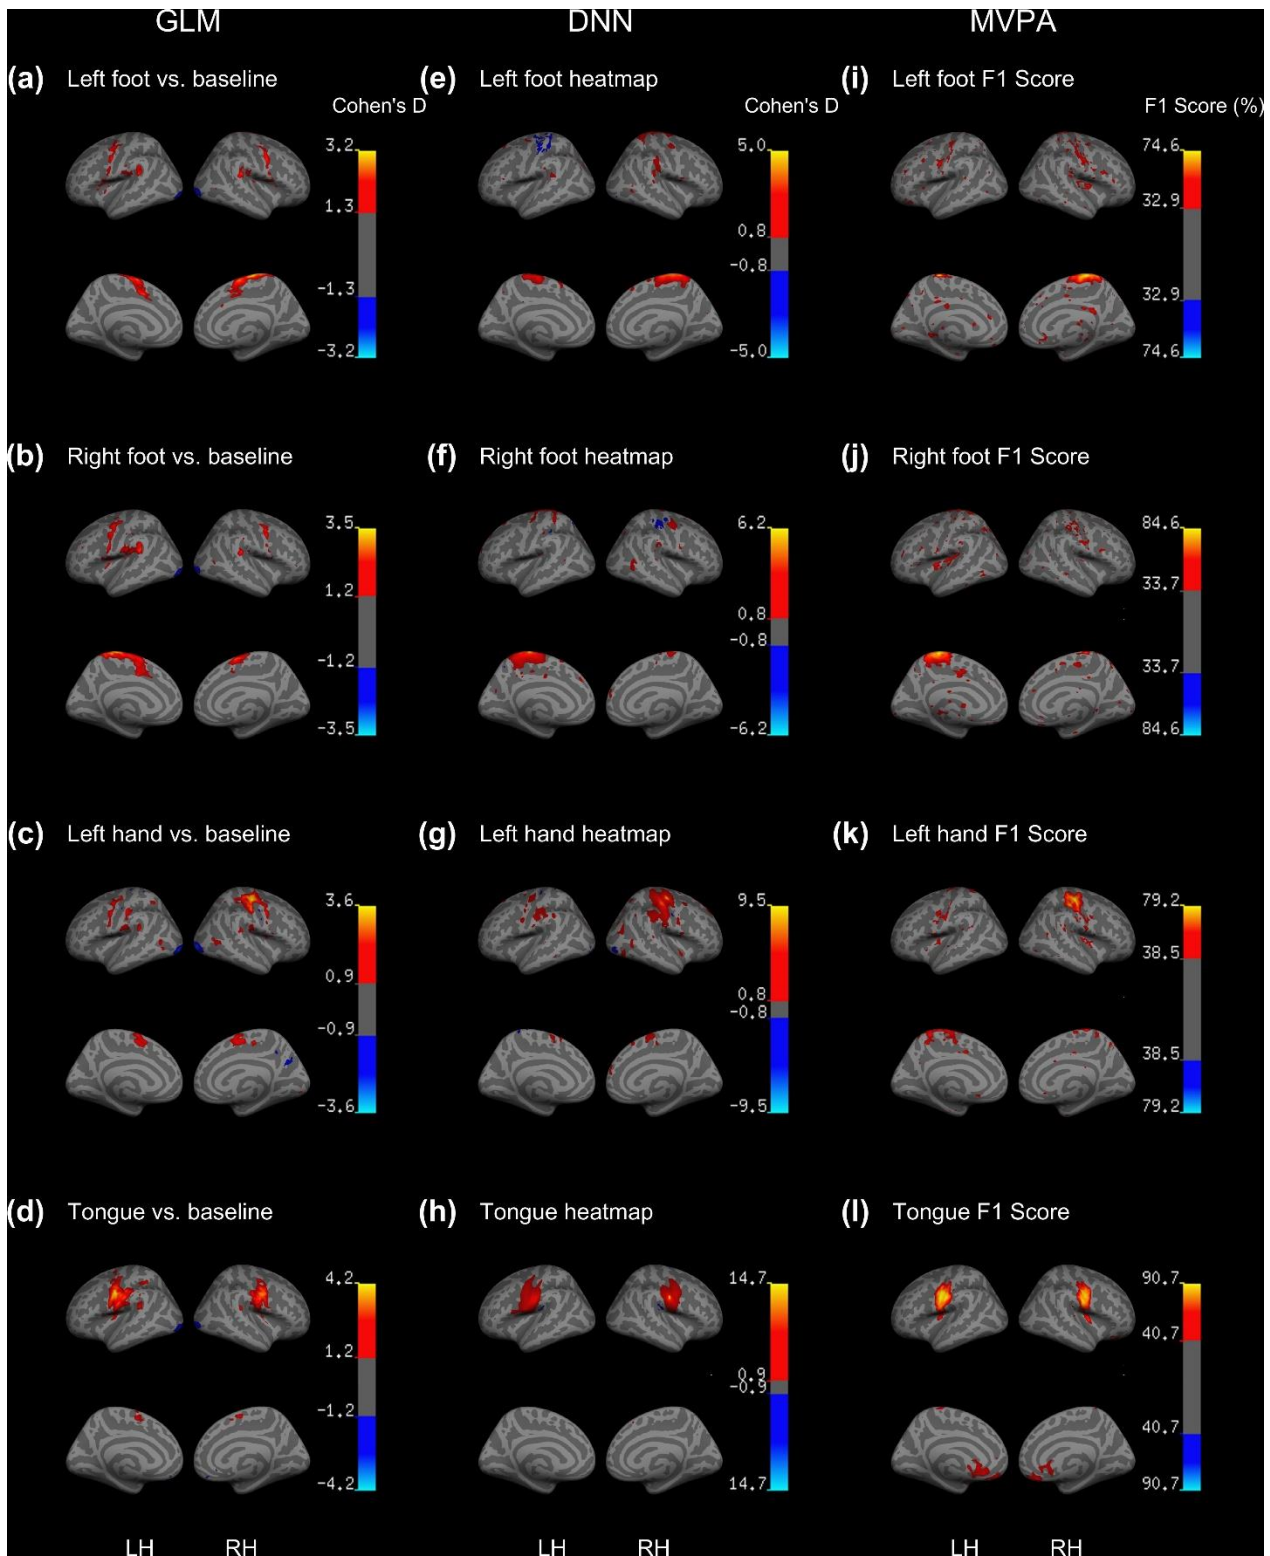 GLM DNN MVPA
(a) Left foot vs. baseline (e) Left foot heatmap (i) Left foot F1 Score
Cohen's D Cohen's D F1 Score (%)
3.2 5.0 74.6
1.3 0.8 32.9
-1.3 -0.8 32.9
-3.2 -5.0 74.6
(b) Right foot vs. baseline (f) Right foot heatmap (j) Right foot F1 Score
3.5 6.2 84.6
1.2 0.8 33.7
-1.2 -0.8 33.7
-3.5 -6.2 84.6
(c) Left hand vs. baseline (g) Left hand heatmap (k) Left hand F1 Score
3.6 9.5 79.2
0.9 0.8 38.5
-0.9 -0.8 38.5
-3.6 -9.5 79.2
(d) Tongue vs. baseline (h) Tongue heatmap (l) Tongue F1 Score
4.2 14.7 90.7
1.2 0.9 40.7
-1.2 -0.9 40.7
-4.2 14.7 90.7
LH RH LH RH LH RH